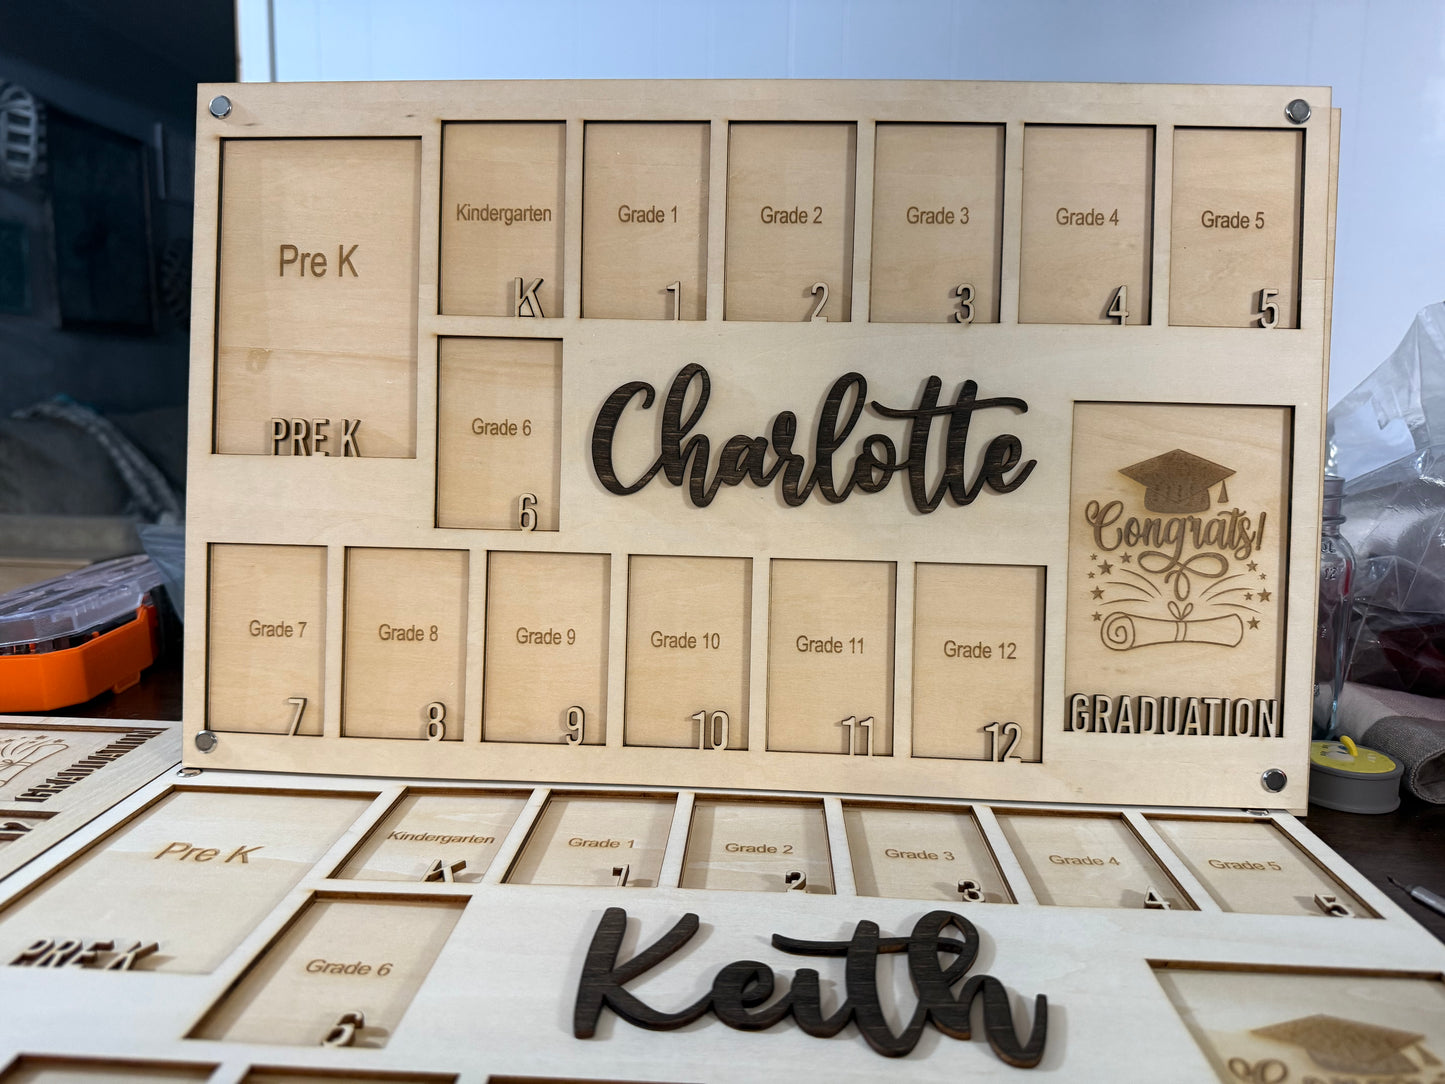 Pre K
PRE K
Kindergarten
K
Grade 1
1
Grade 2
2
Grade 3
3
Grade 4
4
Grade 5
5
Grade 6
6
Charlotte
Congrats!
GRADUATION
Grade 7
7
Grade 8
8
Grade 9
9
Grade 10
10
Grade 11
11
Grade 12
12
GRADUATION
Pre K
PRE K
Kindergarten
K
Grade 1
1
Grade 2
2
Grade 3
3
Grade 4
4
Grade 5
5
Grade 6
6
Keith